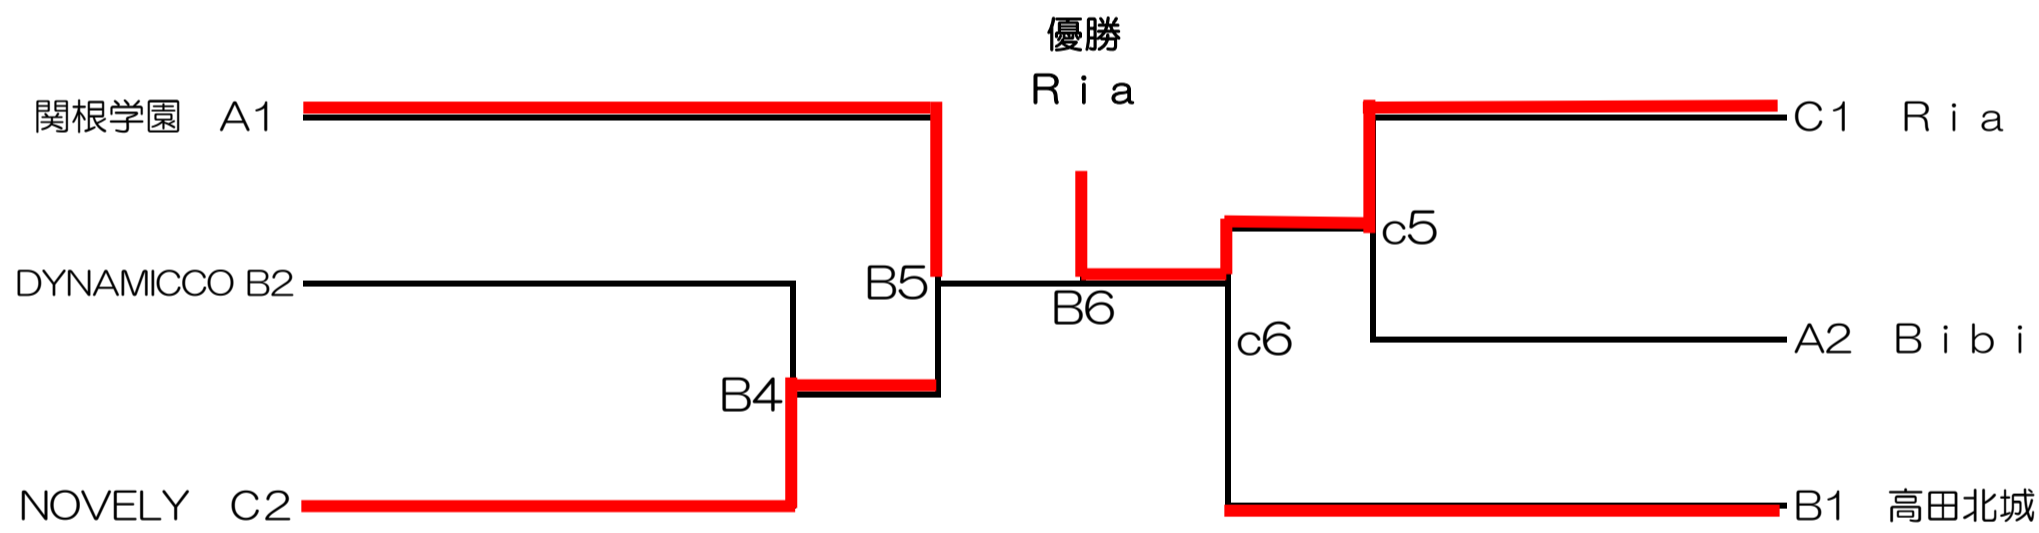 優勝
Ｒｉａ
関根学園　A1
C1　Ｒｉａ
c5
DYNAMICCO B2
B5
B6
c6
A2　Ｂｉｂｉ
B4
NOVELY　C2
B1　高田北城